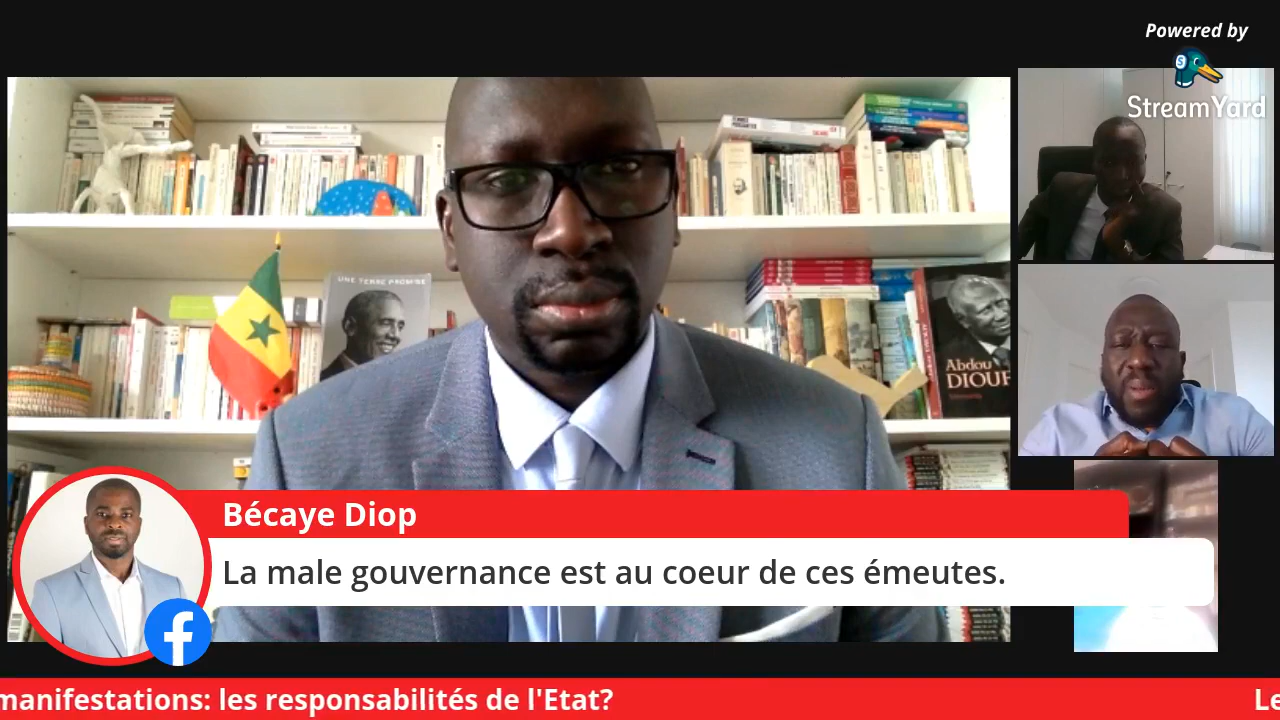 Powered by
StreamYard
UNE TERRE PROMISE
Abdou
DIOUF
Bécaye Diop
La male gouvernance est au coeur de ces émeutes.
manifestations: les responsabilités de l'Etat?
Le